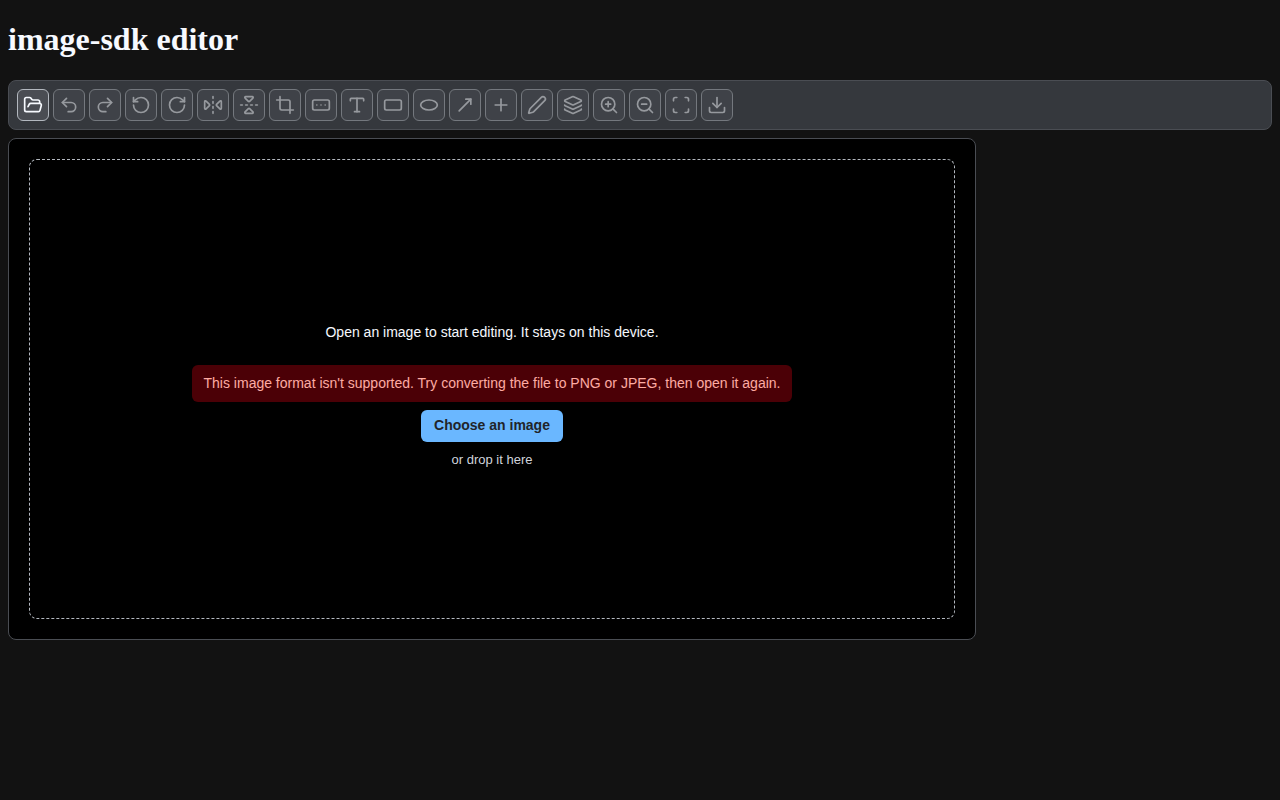 image-sdk editor
Open an image to start editing. It stays on this device.
This image format isn't supported. Try converting the file to PNG or JPEG, then open it again.
Choose an image
or drop it here